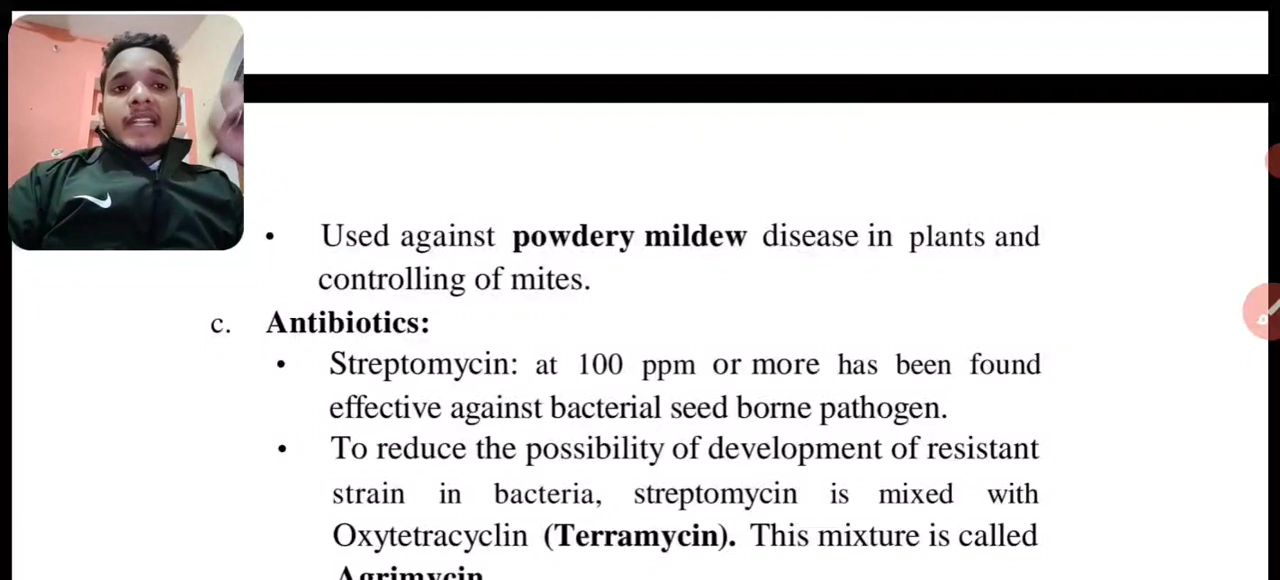 • Used against powdery mildew disease in plants and
controlling of mites.
c. Antibiotics:
• Streptomycin: at 100 ppm or more has been found
effective against bacterial seed borne pathogen.
• To reduce the possibility of development of resistant
strain in bacteria, streptomycin is mixed with
Oxytetracyclin (Terramycin). This mixture is called
Agrimycin